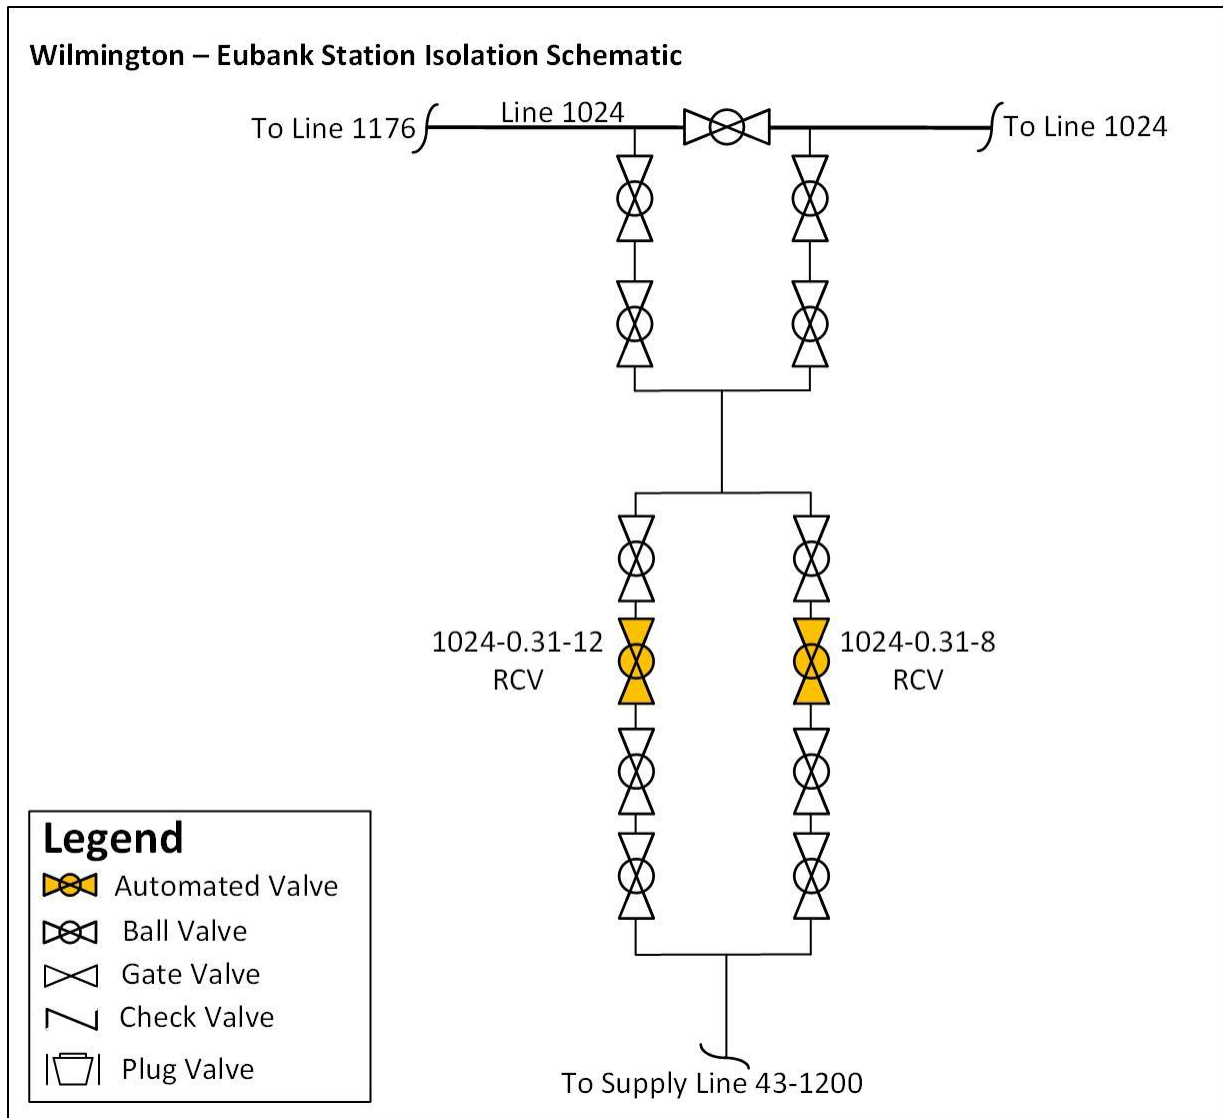 Wilmington – Eubank Station Isolation Schematic
Line 1024
To Line 1176
To Line 1024
1024-0.31-12
RCV
1024-0.31-8
RCV
Legend
Automated Valve
Ball Valve
Gate Valve
Check Valve
Plug Valve
To Supply Line 43-1200